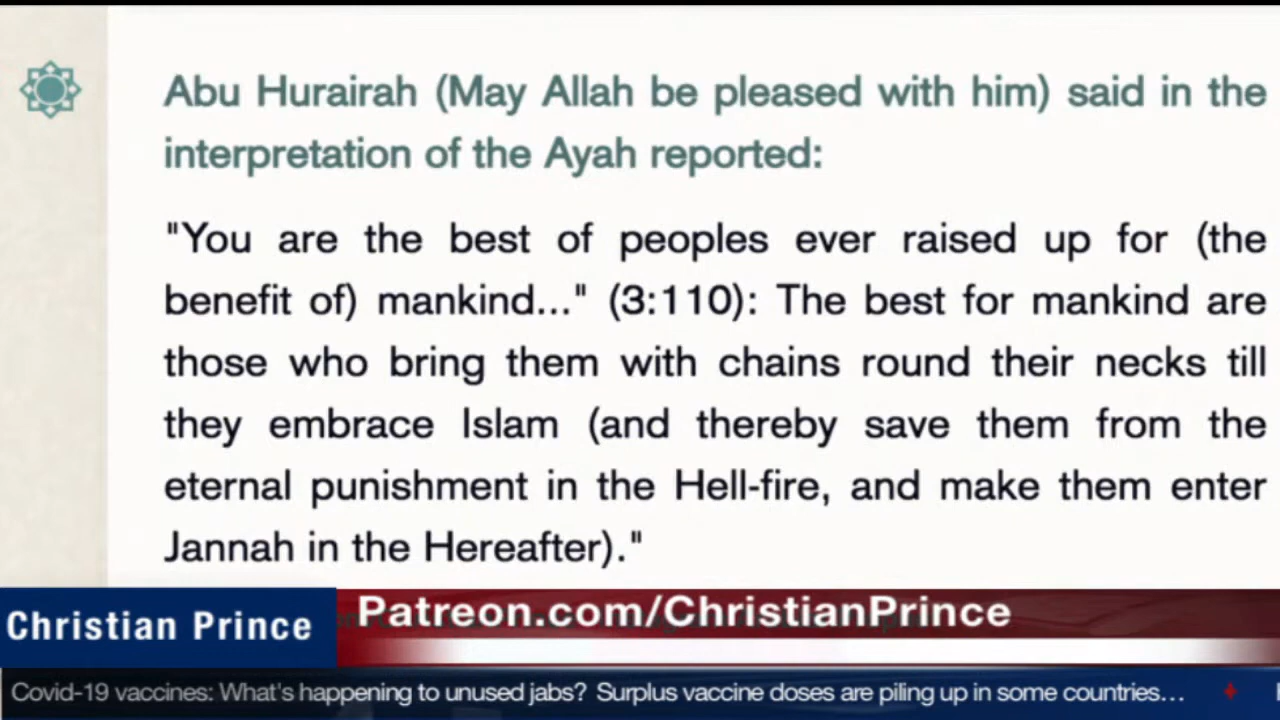 Abu Hurairah (May Allah be pleased with him) said in the
interpretation of the Ayah reported:
"You are the best of peoples ever raised up for (the
benefit of) mankind..." (3:110): The best for mankind are
those who bring them with chains round their necks till
they embrace Islam (and thereby save them from the
eternal punishment in the Hell-fire, and make them enter
Jannah in the Hereafter)."
Christian Prince
Patreon.com/ChristianPrince
Covid-19 vaccines: What's happening to unused jabs? Surplus vaccine doses are piling up in some countries...